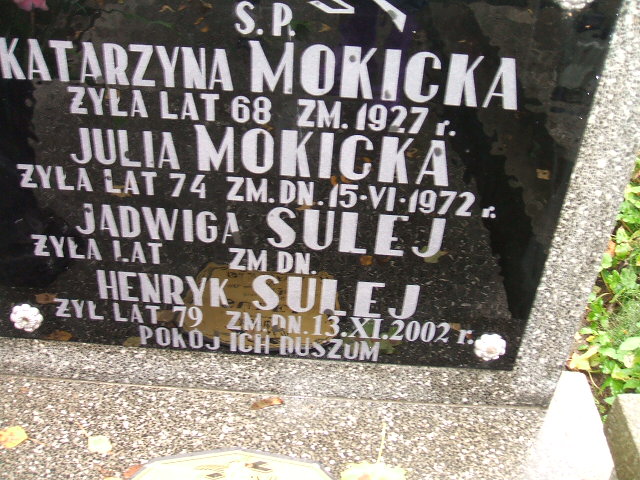 Ś.P.
KATARZYNA MOKICKA
ŻYŁA LAT 68 ZM. 1927 r.
JULIA MOKICKA
ŻYŁA LAT 74 ZM. DN. 15·VI·1972 r.
JADWIGA SULEJ
ŻYŁA LAT ZM DN.
HENRYK SULEJ
ŻYŁ LAT 79 ZM. DN. 13.XI.2002 r.
POKÓJ ICH DUSZOM